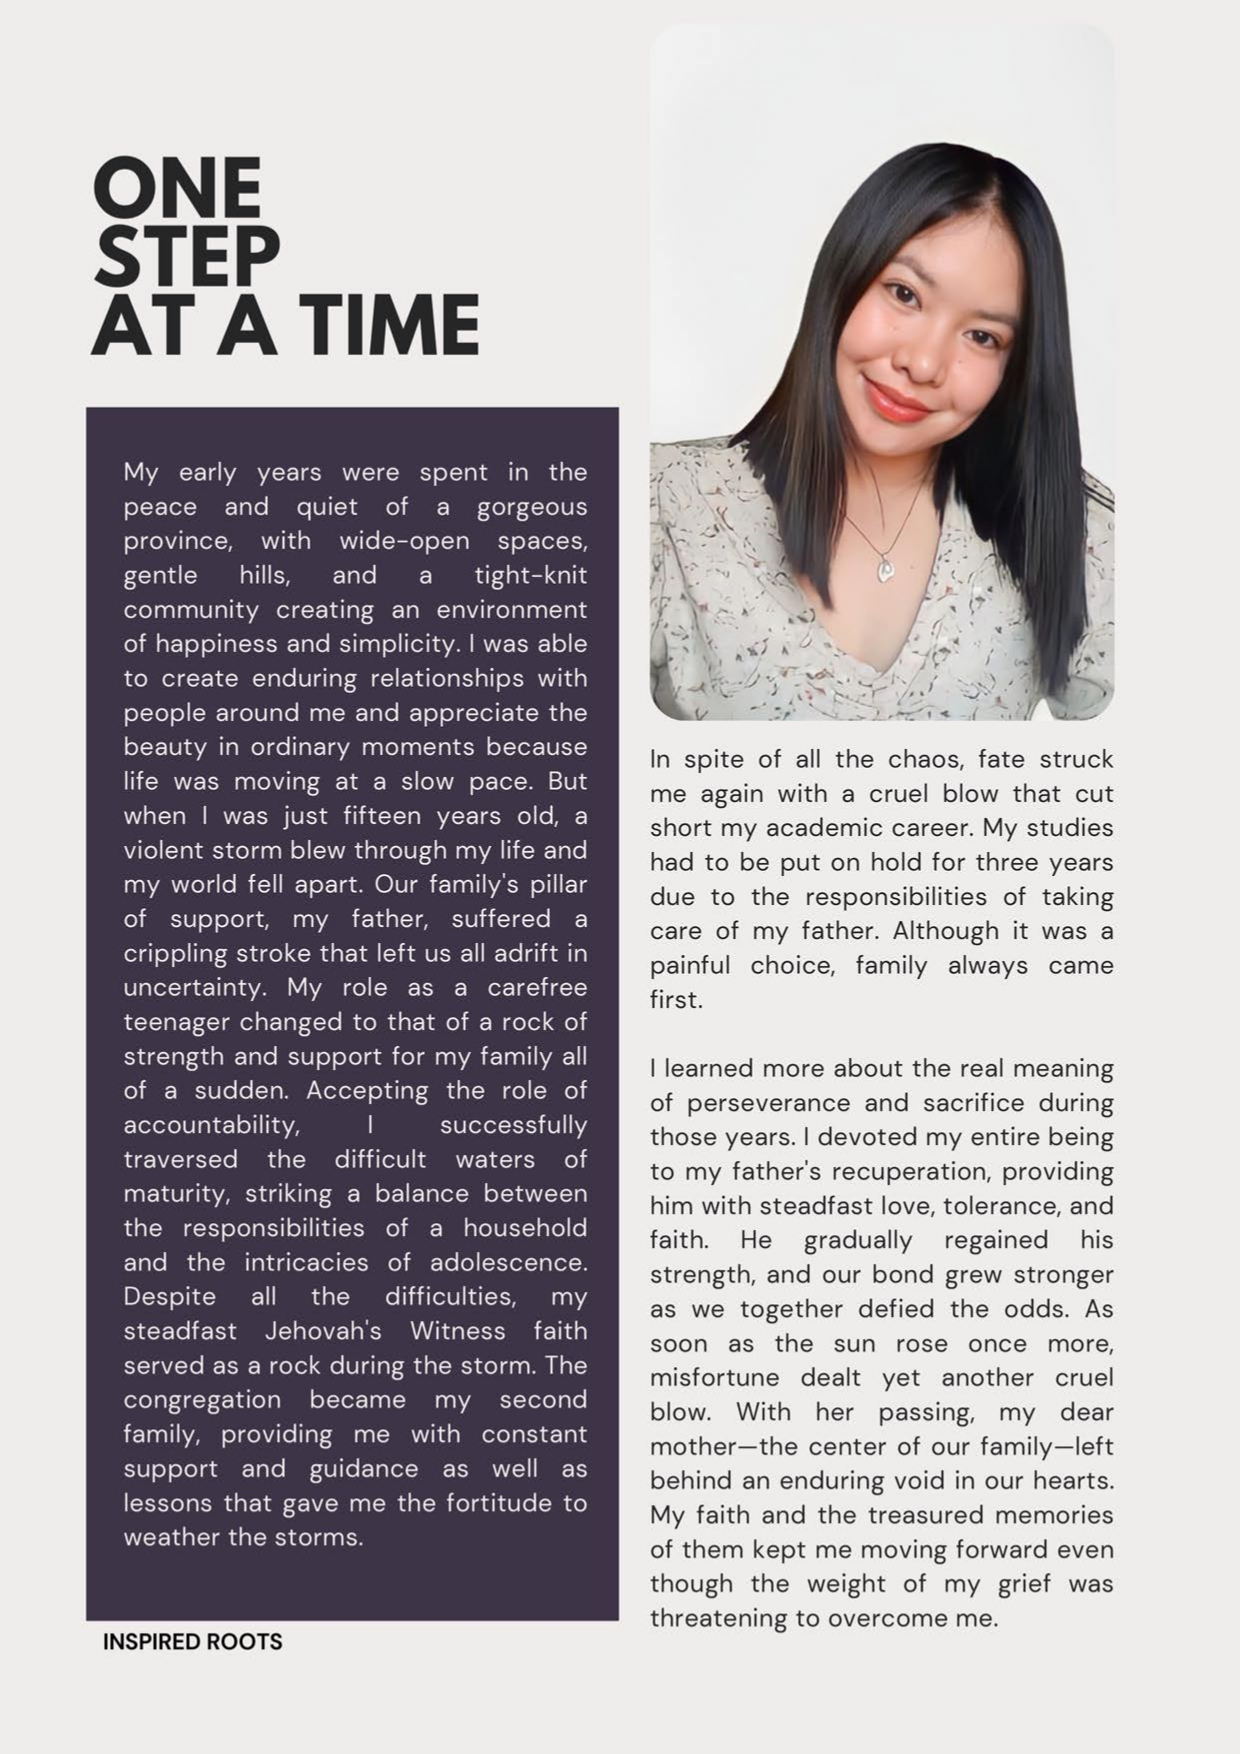 ONE
STEP
AT A TIME
My early years were spent in the
peace and quiet of a gorgeous
province, with wide-open spaces,
gentle hills, and a tight-knit
community creating an environment
of happiness and simplicity. I was able
to create enduring relationships with
people around me and appreciate the
beauty in ordinary moments because
life was moving at a slow pace. But
when I was just fifteen years old, a
violent storm blew through my life and
my world fell apart. Our family's pillar
of support, my father, suffered a
crippling stroke that left us all adrift in
uncertainty. My role as a carefree
teenager changed to that of a rock of
strength and support for my family all
of a sudden. Accepting the role of
accountability, I successfully
traversed the difficult waters of
maturity, striking a balance between
the responsibilities of a household
and the intricacies of adolescence.
Despite all the difficulties, my
steadfast Jehovah's Witness faith
served as a rock during the storm. The
congregation became my second
family, providing me with constant
support and guidance as well as
lessons that gave me the fortitude to
weather the storms.
INSPIRED ROOTS
In spite of all the chaos, fate struck
me again with a cruel blow that cut
short my academic career. My studies
had to be put on hold for three years
due to the responsibilities of taking
care of my father. Although it was a
painful choice, family always came
first.
I learned more about the real meaning
of perseverance and sacrifice during
those years. I devoted my entire being
to my father's recuperation, providing
him with steadfast love, tolerance, and
faith. He gradually regained his
strength, and our bond grew stronger
as we together defied the odds. As
soon as the sun rose once more,
misfortune dealt yet another cruel
blow. With her passing, my dear
mother—the center of our family—left
behind an enduring void in our hearts.
My faith and the treasured memories
of them kept me moving forward even
though the weight of my grief was
threatening to overcome me.